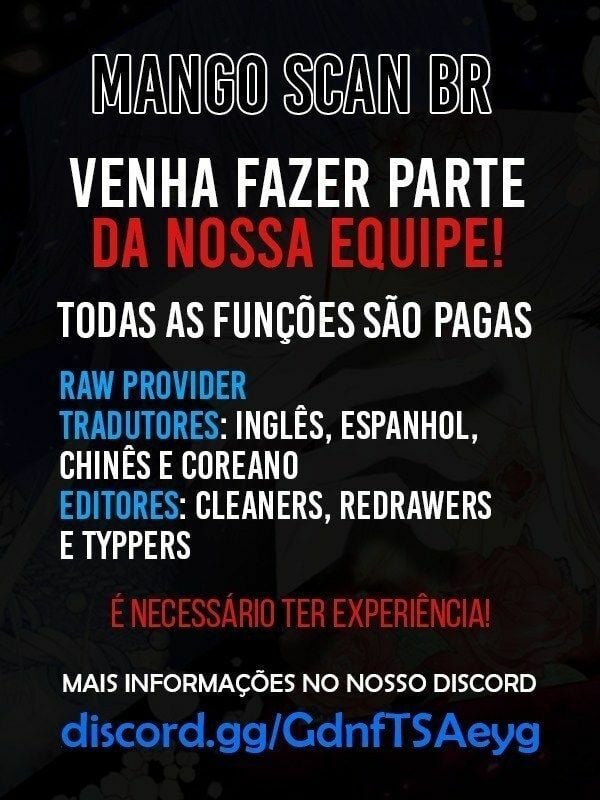 MANGO SCAN BR
VENHA FAZER PARTE
DA NOSSA EQUIPE!
TODAS AS FUNÇÕES SÃO PAGAS
RAW PROVIDER
TRADUTORES: INGLÊS, ESPANHOL,
CHINÊS E COREANO
EDITORES: CLEANERS, REDRAWERS
E TYPPERS
É NECESSÁRIO TER EXPERIÊNCIA!
MAIS INFORMAÇÕES NO NOSSO DISCORD
discord.gg/GdnfTSAeyg